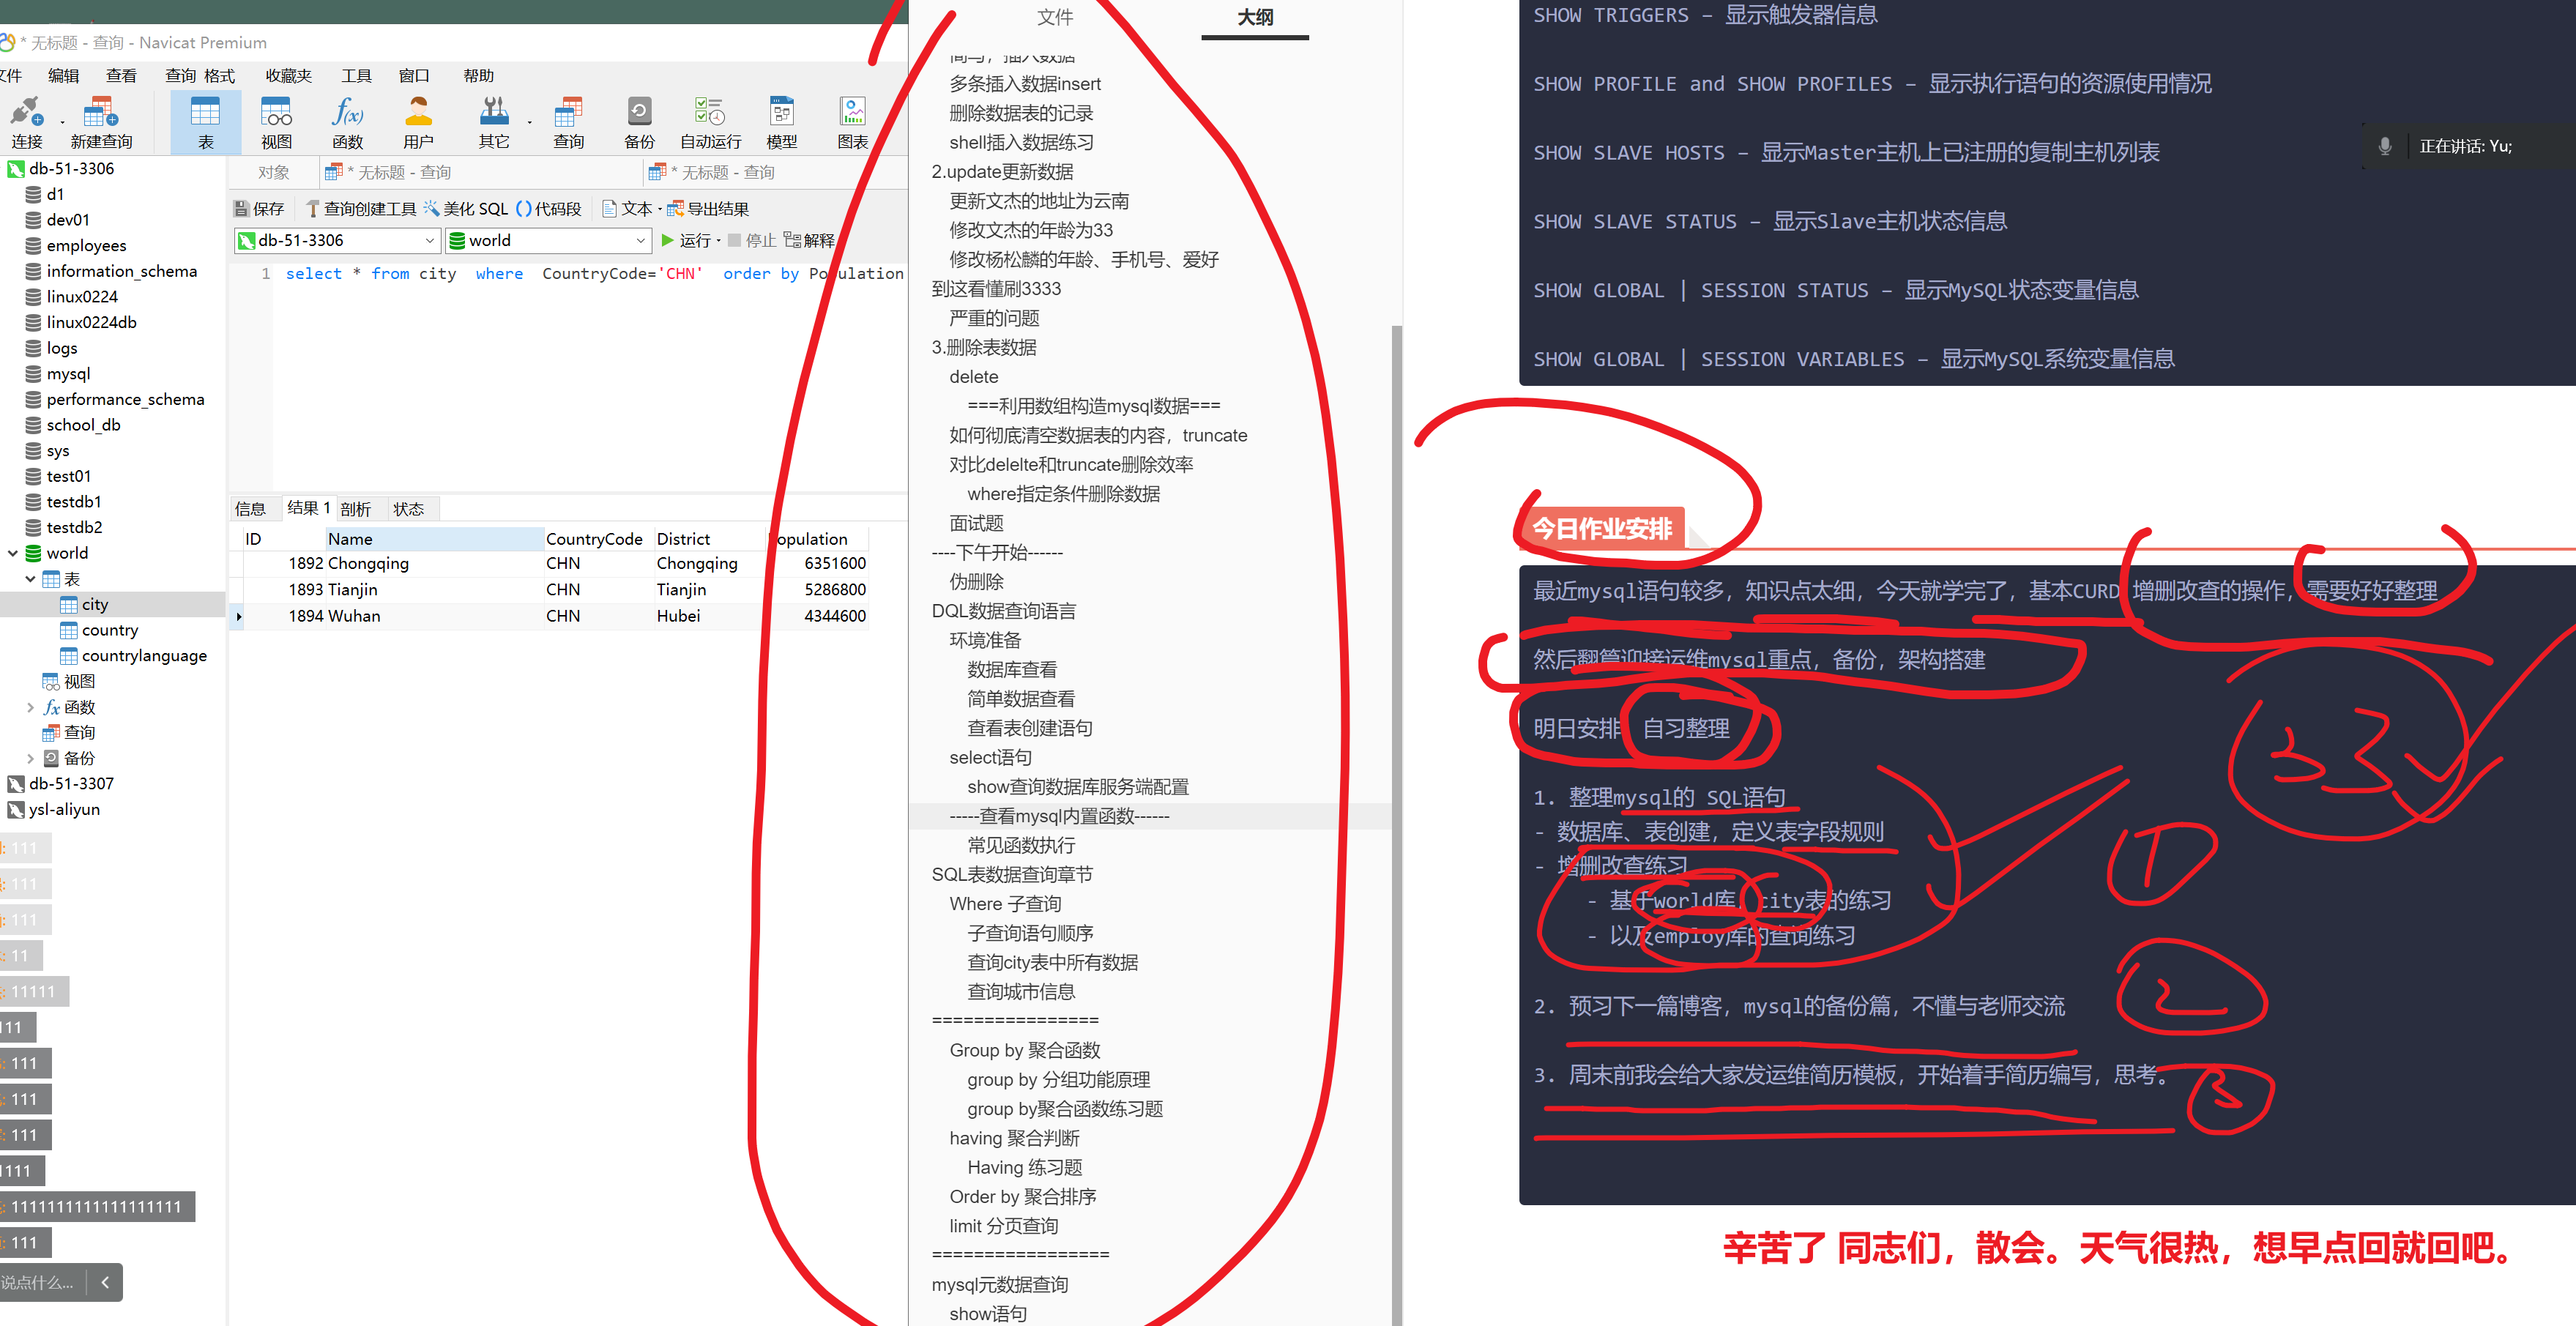 * 无标题 - 查询 - Navicat Premium
文件 编辑 查看 查询 格式 收藏夹 工具 窗口 帮助
连接 新建查询 表 视图 函数 用户 其它 查询 备份 自动运行 模型 图表
db-51-3306
d1
dev01
employees
information_schema
linux0224
linux0224db
logs
mysql
performance_schema
school_db
sys
test01
testdb1
testdb2
world
表
city
country
countrylanguage
视图
函数
查询
备份
db-51-3307
ysl-aliyun
: 111
: 111
: 111
: 11
: 11111
111
: 111
: 111
: 111
111
: 1111111111111111111
: 111
说点什么...
对象 * 无标题 - 查询 * 无标题 - 查询
保存 查询创建工具 美化 SQL 代码段 文本 导出结果
db-51-3306 world 运行 停止 解释
1 select * from city where CountryCode='CHN' order by Population
信息 结果 1 剖析 状态
ID Name CountryCode District Population
1892 Chongqing CHN Chongqing 6351600
1893 Tianjin CHN Tianjin 5286800
1894 Wuhan CHN Hubei 4344600
文件 大纲
简写，插入数据
多条插入数据insert
删除数据表的记录
shell插入数据练习
2.update更新数据
更新文杰的地址为云南
修改文杰的年龄为33
修改杨松麟的年龄、手机号、爱好
到这看懂刷3333
严重的问题
3.删除表数据
delete
===利用数组构造mysql数据===
如何彻底清空数据表的内容，truncate
对比delelte和truncate删除效率
where指定条件删除数据
面试题
----下午开始------
伪删除
DQL数据查询语言
环境准备
数据库查看
简单数据查看
查看表创建语句
select语句
show查询数据库服务端配置
-----查看mysql内置函数------
常见函数执行
SQL表数据查询章节
Where 子查询
子查询语句顺序
查询city表中所有数据
查询城市信息
================
Group by 聚合函数
group by 分组功能原理
group by聚合函数练习题
having 聚合判断
Having 练习题
Order by 聚合排序
limit 分页查询
=================
mysql元数据查询
show语句
SHOW TRIGGERS – 显示触发器信息
SHOW PROFILE and SHOW PROFILES – 显示执行语句的资源使用情况
SHOW SLAVE HOSTS – 显示Master主机上已注册的复制主机列表
SHOW SLAVE STATUS – 显示Slave主机状态信息
SHOW GLOBAL | SESSION STATUS – 显示MySQL状态变量信息
SHOW GLOBAL | SESSION VARIABLES – 显示MySQL系统变量信息
正在讲话: Yu;
今日作业安排
最近mysql语句较多，知识点太细，今天就学完了，基本CURD 增删改查的操作，需要好好整理
然后翻篇迎接运维mysql重点，备份，架构搭建
明日安排 自习整理
1. 整理mysql的 SQL语句
- 数据库、表创建，定义表字段规则
- 增删改查练习
- 基于world库，city表的练习
- 以及employ库的查询练习
2. 预习下一篇博客，mysql的备份篇，不懂与老师交流
3. 周末前我会给大家发运维简历模板，开始着手简历编写，思考。
1
2
3
辛苦了 同志们，散会。天气很热，想早点回就回吧。